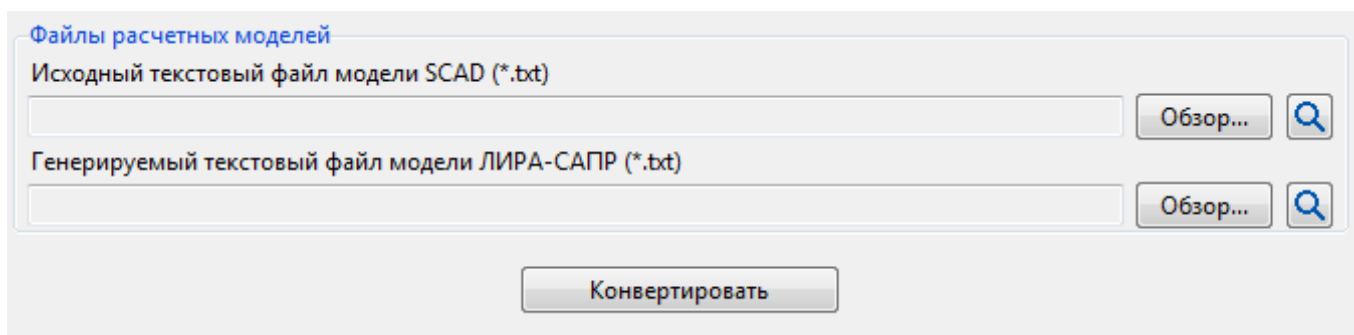 Файлы расчетных моделей
Исходный текстовый файл модели SCAD (*.txt)
Обзор...
Генерируемый текстовый файл модели ЛИРА-САПР (*.txt)
Обзор...
Конвертировать